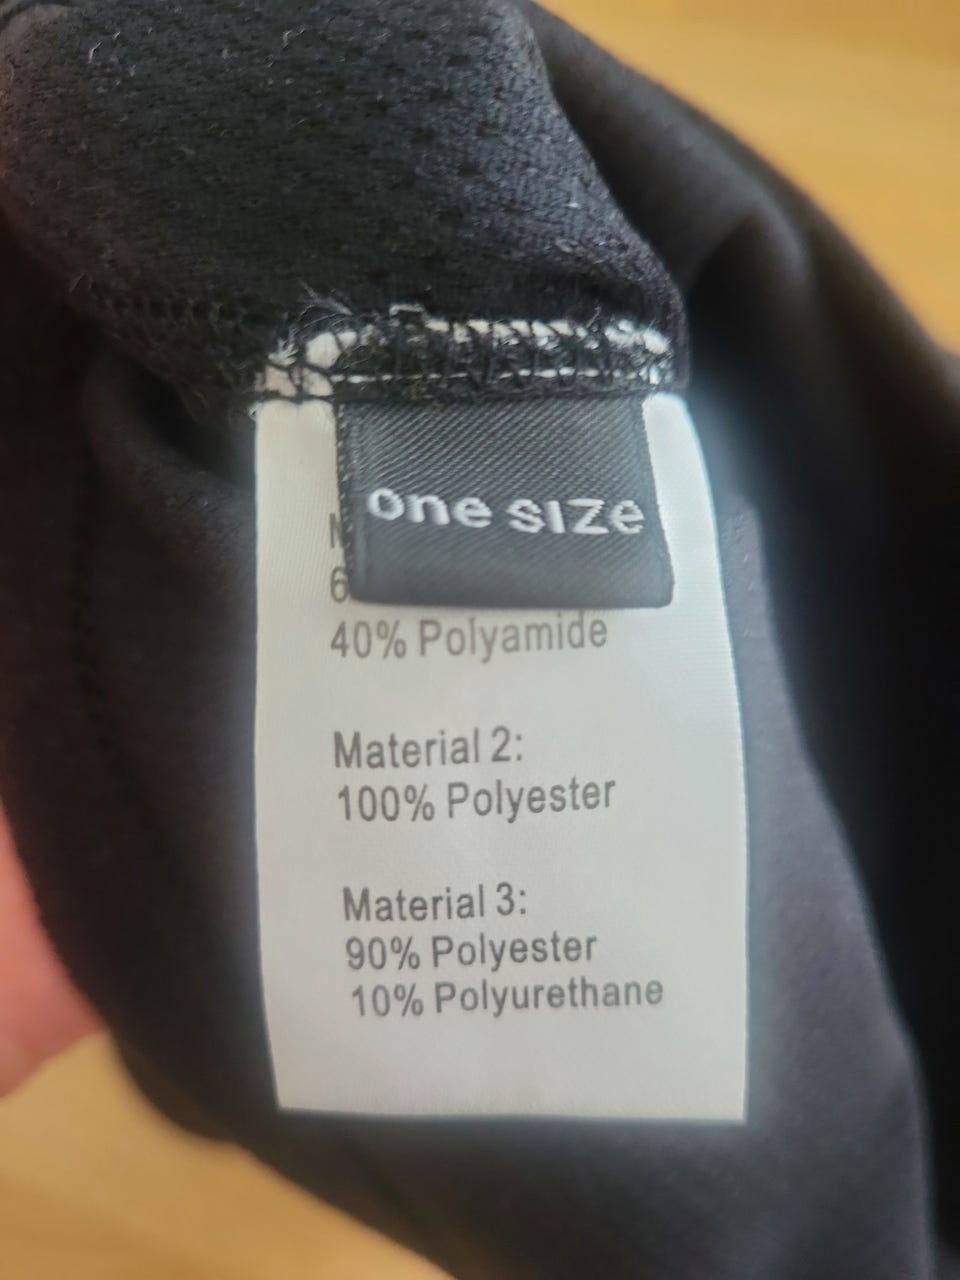 one size
40% Polyamide
Material 2:
100% Polyester
Material 3:
90% Polyester
10% Polyurethane